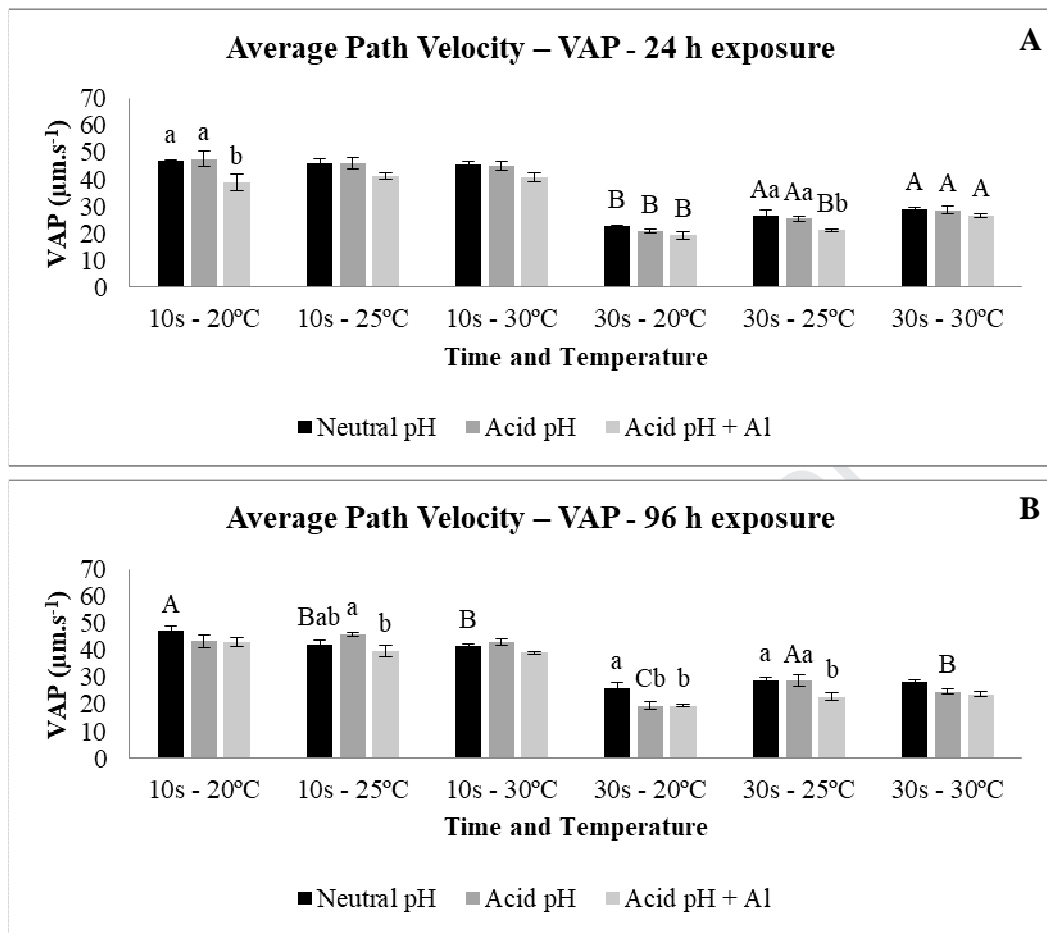 A
Average Path Velocity – VAP - 24 h exposure
VAP (µm.s-1)
70
60
50
40
30
20
10
0
a a b
B B B
Aa Aa Bb
A A A
10s - 20ºC 10s - 25ºC 10s - 30ºC 30s - 20ºC 30s - 25ºC 30s - 30ºC
Time and Temperature
Neutral pH Acid pH Acid pH + Al
B
Average Path Velocity – VAP - 96 h exposure
VAP (µm.s-1)
70
60
50
40
30
20
10
0
A
Bab a b
B
a Cb b
a Aa b
B
10s - 20ºC 10s - 25ºC 10s - 30ºC 30s - 20ºC 30s - 25ºC 30s - 30ºC
Time and Temperature
Neutral pH Acid pH Acid pH + Al